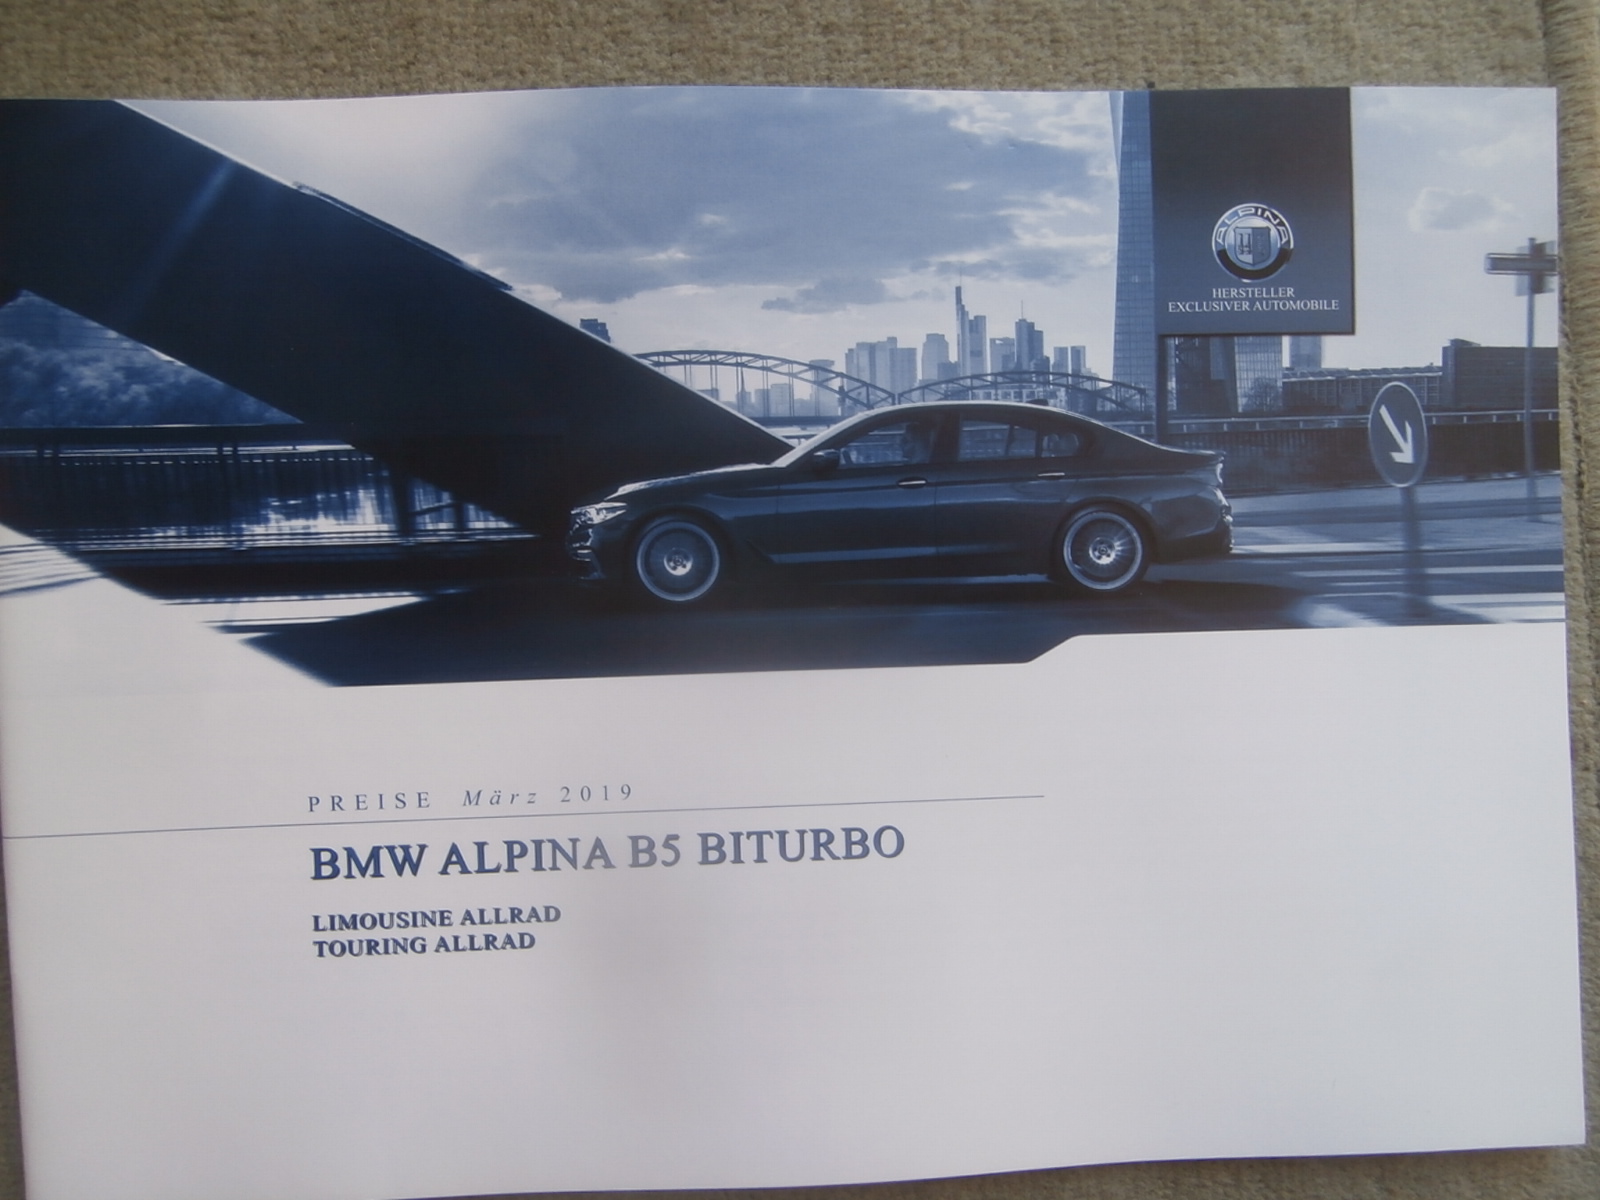 ALPINA
HERSTELLER
EXCLUSIVER AUTOMOBILE
PREISE März 2019
BMW ALPINA B5 BITURBO
LIMOUSINE ALLRAD
TOURING ALLRAD